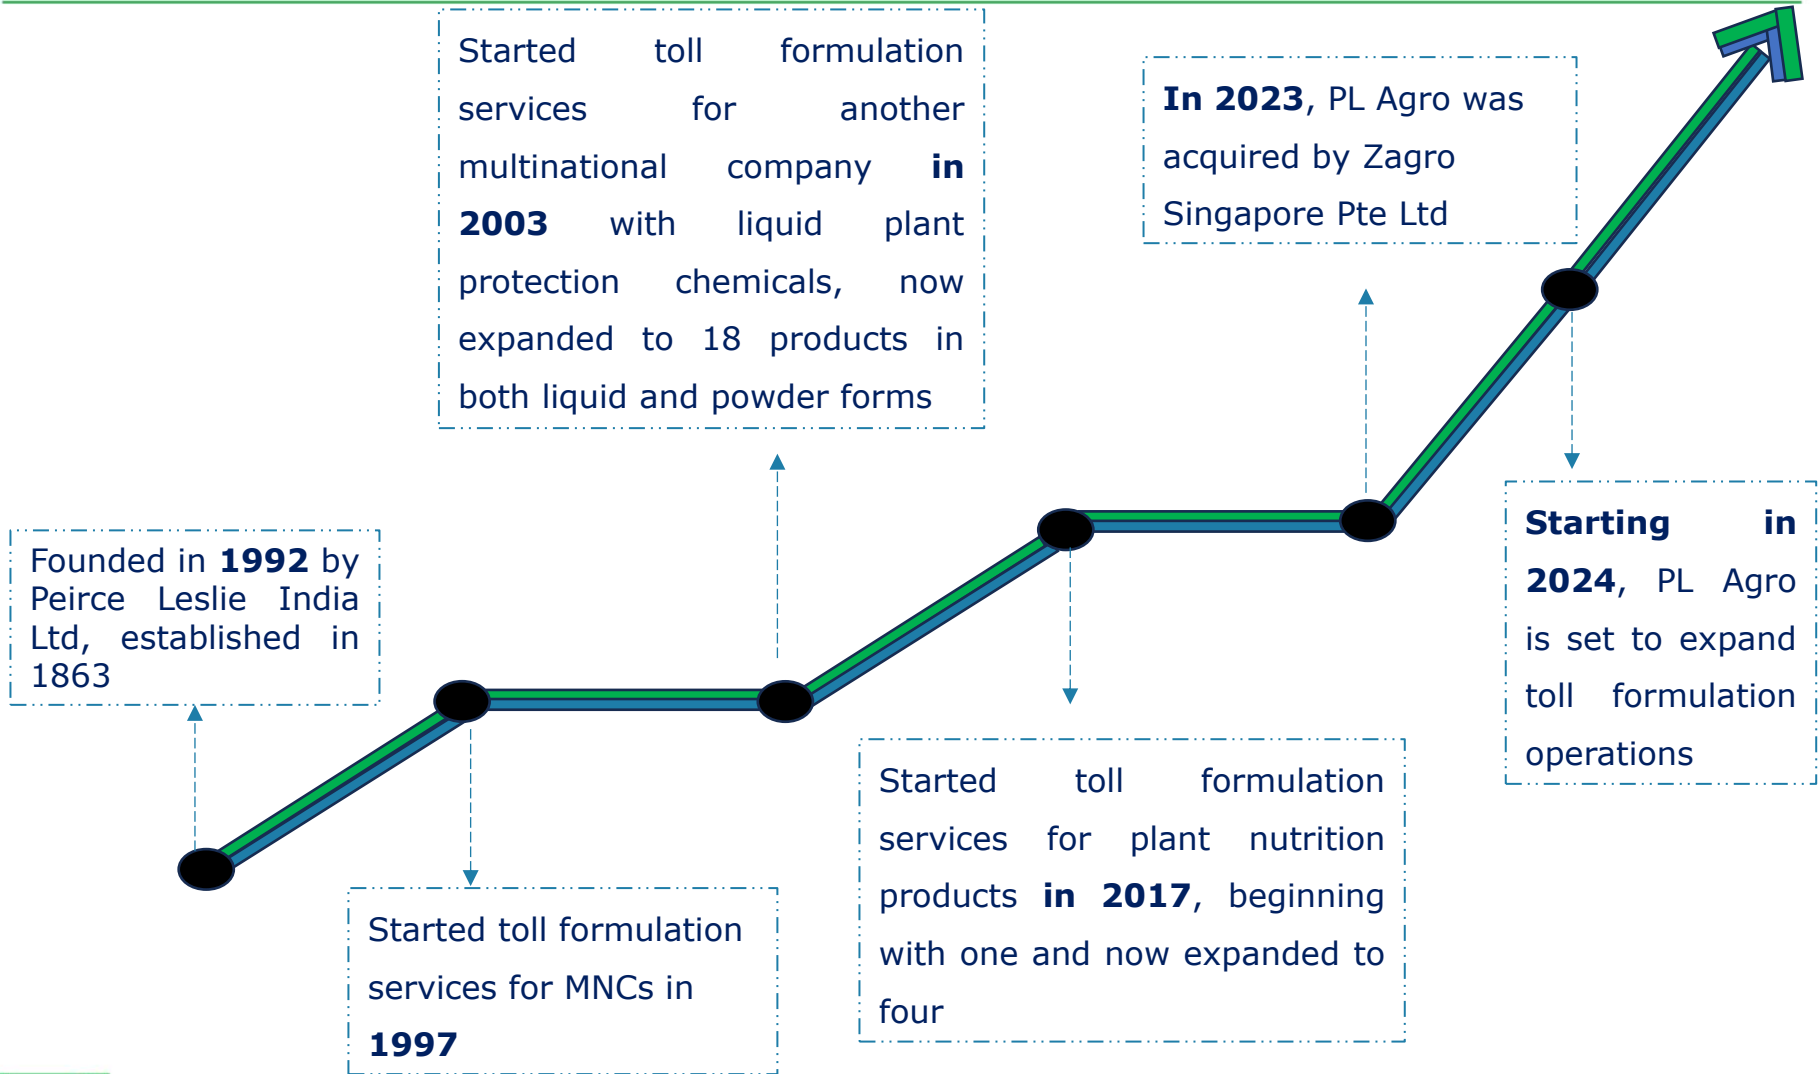 Founded in 1992 by
Peirce Leslie India
Ltd, established in
1863
Started toll formulation
services for MNCs in
1997
Started toll formulation
services for another
multinational company in
2003 with liquid plant
protection chemicals, now
expanded to 18 products in
both liquid and powder forms
Started toll formulation
services for plant nutrition
products in 2017, beginning
with one and now expanded to
four
In 2023, PL Agro was
acquired by Zagro
Singapore Pte Ltd
Starting in
2024, PL Agro
is set to expand
toll formulation
operations